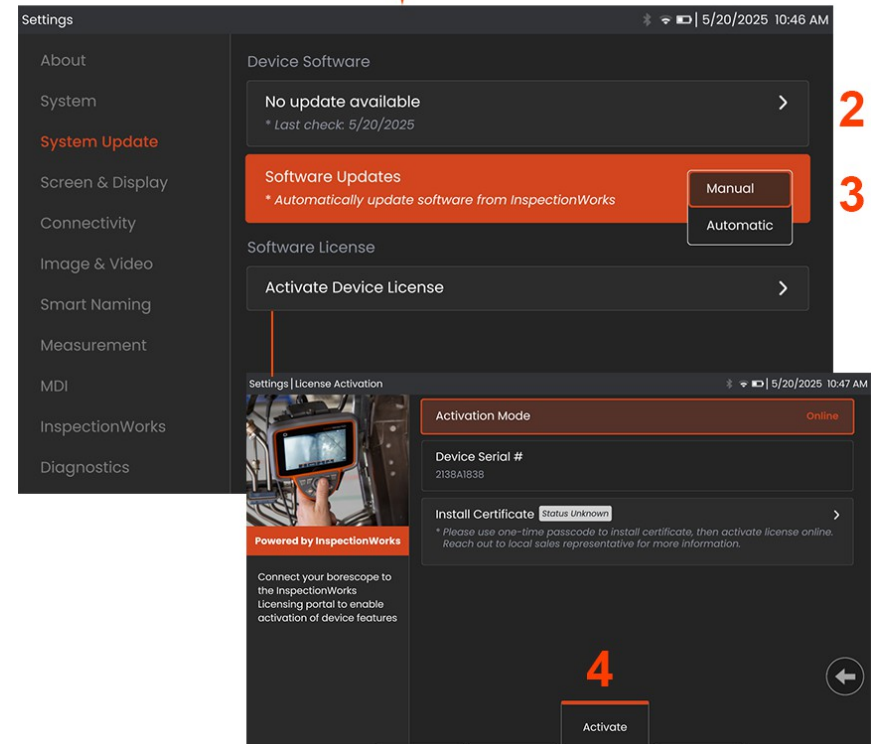 Settings
5/20/2025 10:46 AM
About
System
System Update
Screen & Display
Connectivity
Image & Video
Smart Naming
Measurement
MDI
InspectionWorks
Diagnostics
Device Software
No update available
* Last check: 5/20/2025
2
Software Updates
* Automatically update software from InspectionWorks
Manual
Automatic
3
Software License
Activate Device License
Settings | License Activation
5/20/2025 10:47 AM
Powered by InspectionWorks
Connect your borescope to
the InspectionWorks
Licensing portal to enable
activation of device features
Activation Mode
Online
Device Serial #
2138A1838
Install Certificate Status Unknown
* Please use one-time passcode to install certificate, then activate license online.
Reach out to local sales representative for more information.
4
Activate